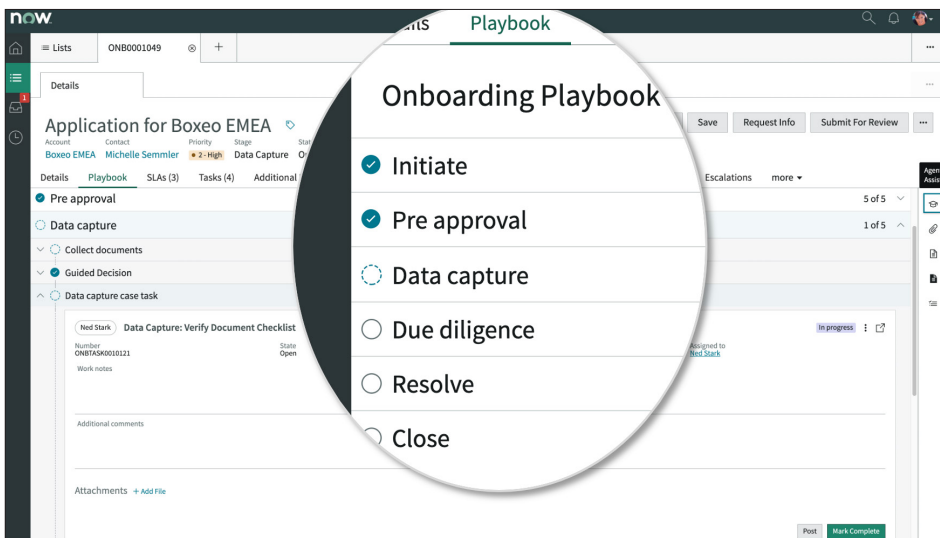 now
Lists
ONB0001049
+
Playbook
Details
Onboarding Playbook
Application for Boxeo EMEA
Save
Request Info
Submit For Review
1
Account
Contact
Priority
Stage
Boxeo EMEA
Michelle Semmler
2 - High
Data Capture
Initiate
Details
Playbook
SLAs (3)
Tasks (4)
Additional
Escalations
more
Agent Assist
Pre approval
5 of 5
Pre approval
Data capture
1 of 5
Collect documents
Guided Decision
Data capture
Data capture case task
Due diligence
Ned Stark
Data Capture: Verify Document Checklist
In progress
Number
State
Assigned to
ONBTASK0010121
Open
Ned Stark
Work notes
Resolve
Additional comments
Close
Attachments
+ Add File
Post
Mark Complete